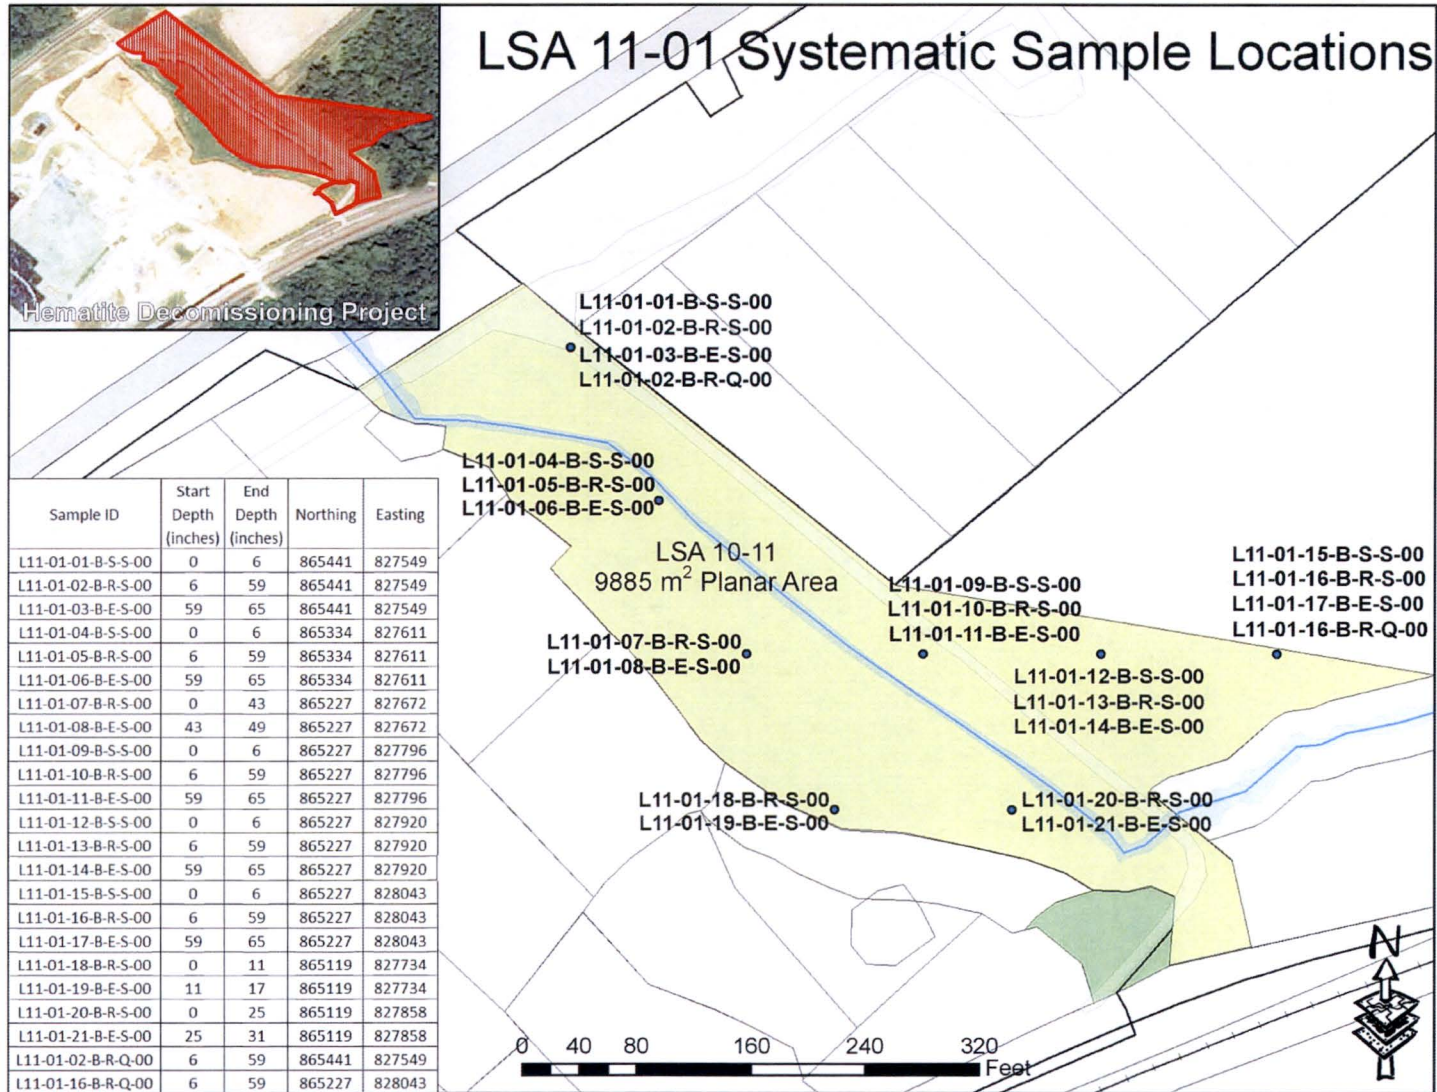 LSA 11-01 Systematic Sample Locations
Hematite Decomissioning Project
L11-01-01-B-S-S-00
L11-01-02-B-R-S-00
L11-01-03-B-E-S-00
L11-01-02-B-R-Q-00
L11-01-04-B-S-S-00
L11-01-05-B-R-S-00
L11-01-06-B-E-S-00
LSA 10-11
9885 m² Planar Area
L11-01-07-B-R-S-00
L11-01-08-B-E-S-00
L11-01-09-B-S-S-00
L11-01-10-B-R-S-00
L11-01-11-B-E-S-00
L11-01-15-B-S-S-00
L11-01-16-B-R-S-00
L11-01-17-B-E-S-00
L11-01-16-B-R-Q-00
L11-01-12-B-S-S-00
L11-01-13-B-R-S-00
L11-01-14-B-E-S-00
L11-01-18-B-R-S-00
L11-01-19-B-E-S-00
L11-01-20-B-R-S-00
L11-01-21-B-E-S-00
Sample ID Start Depth (inches) End Depth (inches) Northing Easting
L11-01-01-B-S-S-00 0 6 865441 827549
L11-01-02-B-R-S-00 6 59 865441 827549
L11-01-03-B-E-S-00 59 65 865441 827549
L11-01-04-B-S-S-00 0 6 865334 827611
L11-01-05-B-R-S-00 6 59 865334 827611
L11-01-06-B-E-S-00 59 65 865334 827611
L11-01-07-B-R-S-00 0 43 865227 827672
L11-01-08-B-E-S-00 43 49 865227 827672
L11-01-09-B-S-S-00 0 6 865227 827796
L11-01-10-B-R-S-00 6 59 865227 827796
L11-01-11-B-E-S-00 59 65 865227 827796
L11-01-12-B-S-S-00 0 6 865227 827920
L11-01-13-B-R-S-00 6 59 865227 827920
L11-01-14-B-E-S-00 59 65 865227 827920
L11-01-15-B-S-S-00 0 6 865227 828043
L11-01-16-B-R-S-00 6 59 865227 828043
L11-01-17-B-E-S-00 59 65 865227 828043
L11-01-18-B-R-S-00 0 11 865119 827734
L11-01-19-B-E-S-00 11 17 865119 827734
L11-01-20-B-R-S-00 0 25 865119 827858
L11-01-21-B-E-S-00 25 31 865119 827858
L11-01-02-B-R-Q-00 6 59 865441 827549
L11-01-16-B-R-Q-00 6 59 865227 828043
0 40 80 160 240 320
Feet
N